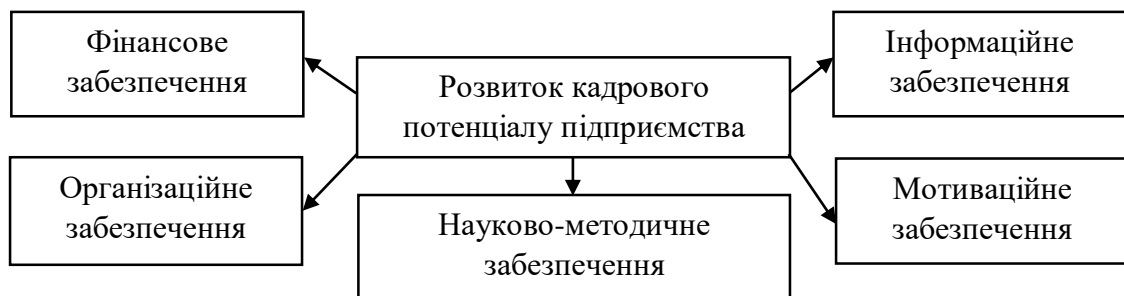 Фінансове
забезпечення
Розвиток кадрового
потенціалу підприємства
Інформаційне
забезпечення
Організаційне
забезпечення
Науково-методичне
забезпечення
Мотиваційне
забезпечення